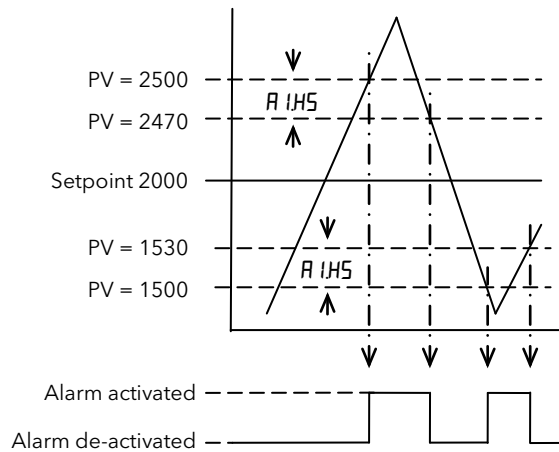 PV = 2500
A1.HS
PV = 2470
Setpoint 2000
PV = 1530
A1.HS
PV = 1500
Alarm activated
Alarm de-activated